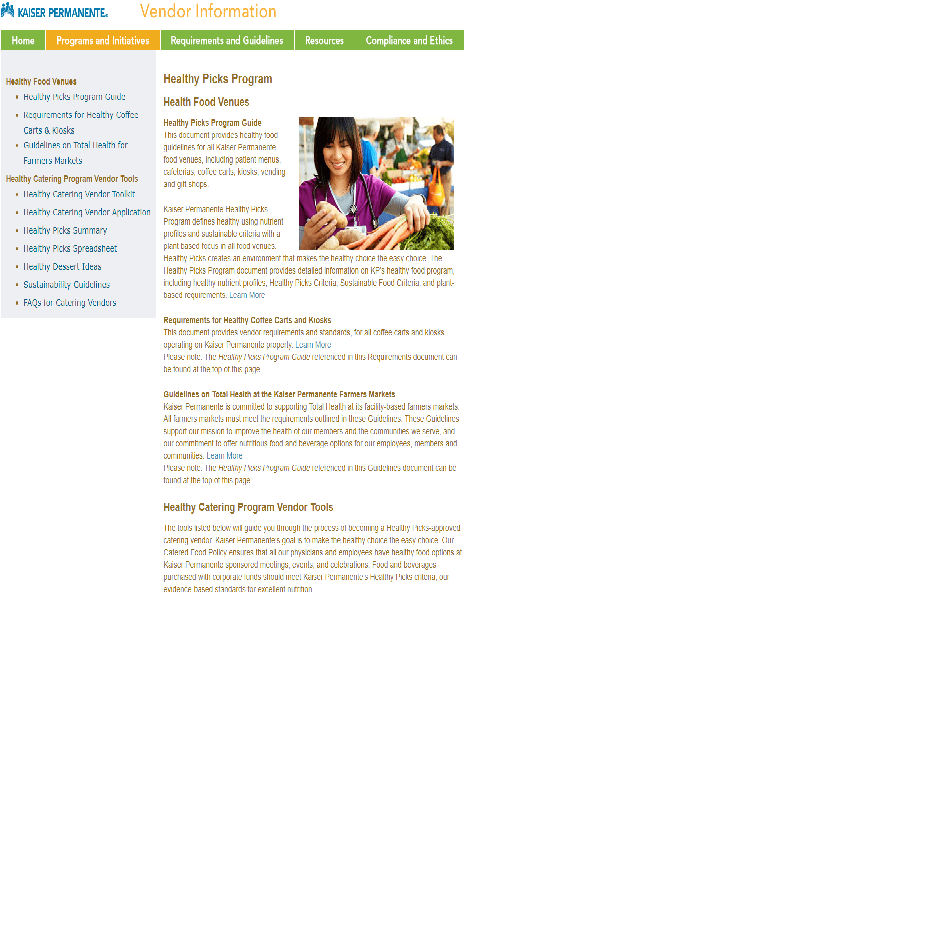 KAISER PERMANENTE®
Vendor Information
Home
Programs and Initiatives
Requirements and Guidelines
Resources
Compliance and Ethics
Healthy Food Venues
Healthy Picks Program Guide
Requirements for Healthy Coffee
Carts & Kiosks
Guidelines on Total Health for
Farmers Markets
Healthy Catering Program Vendor Tools
Healthy Catering Vendor Toolkit
Healthy Catering Vendor Application
Healthy Picks Summary
Healthy Picks Spreadsheet
Healthy Dessert Ideas
Sustainability Guidelines
FAQs for Catering Vendors
Healthy Picks Program
Health Food Venues
Healthy Picks Program Guide
This document provides healthy food
guidelines for all Kaiser Permanente
food venues, including patient menus,
cafeterias, coffee carts, kiosks, vending
and gift shops.
Kaiser Permanente Healthy Picks
Program defines healthy using nutrient
profiles and sustainable criteria with a
plant based focus in all food venues.
Healthy Picks creates an environment that makes the healthy choice the easy choice. The
Healthy Picks Program document provides detailed information on KP's healthy food program,
including healthy nutrient profiles, Healthy Picks Criteria, Sustainable Food Criteria, and plant-
based requirements. Learn More
Requirements for Healthy Coffee Carts and Kiosks
This document provides vendor requirements and standards, for all coffee carts and kiosks
operating on Kaiser Permanente property. Learn More
Please note: The Healthy Picks Program Guide referenced in this Requirements document can
be found at the top of this page
Guidelines on Total Health at the Kaiser Permanente Farmers Markets
Kaiser Permanente is committed to supporting Total Health at its facility-based farmers markets.
All farmers markets must meet the requirements outlined in these Guidelines. These Guidelines
support our mission to improve the health of our members and the communities we serve, and
our commitment to offer nutritious food and beverage options for our employees, members and
communities. Learn More
Please note: The Healthy Picks Program Guide referenced in this Guidelines document can be
found at the top of this page
Healthy Catering Program Vendor Tools
The tools listed below will guide you through the process of becoming a Healthy Picks-approved
catering vendor. Kaiser Permanente's goal is to make the healthy choice the easy choice. Our
Catered Food Policy ensures that all our physicians and employees have healthy food options at
Kaiser Permanente sponsored meetings, events, and celebrations. Food and beverages
purchased with corporate funds should meet Kaiser Permanente's Healthy Picks criteria, our
evidence-based standards for excellent nutrition.